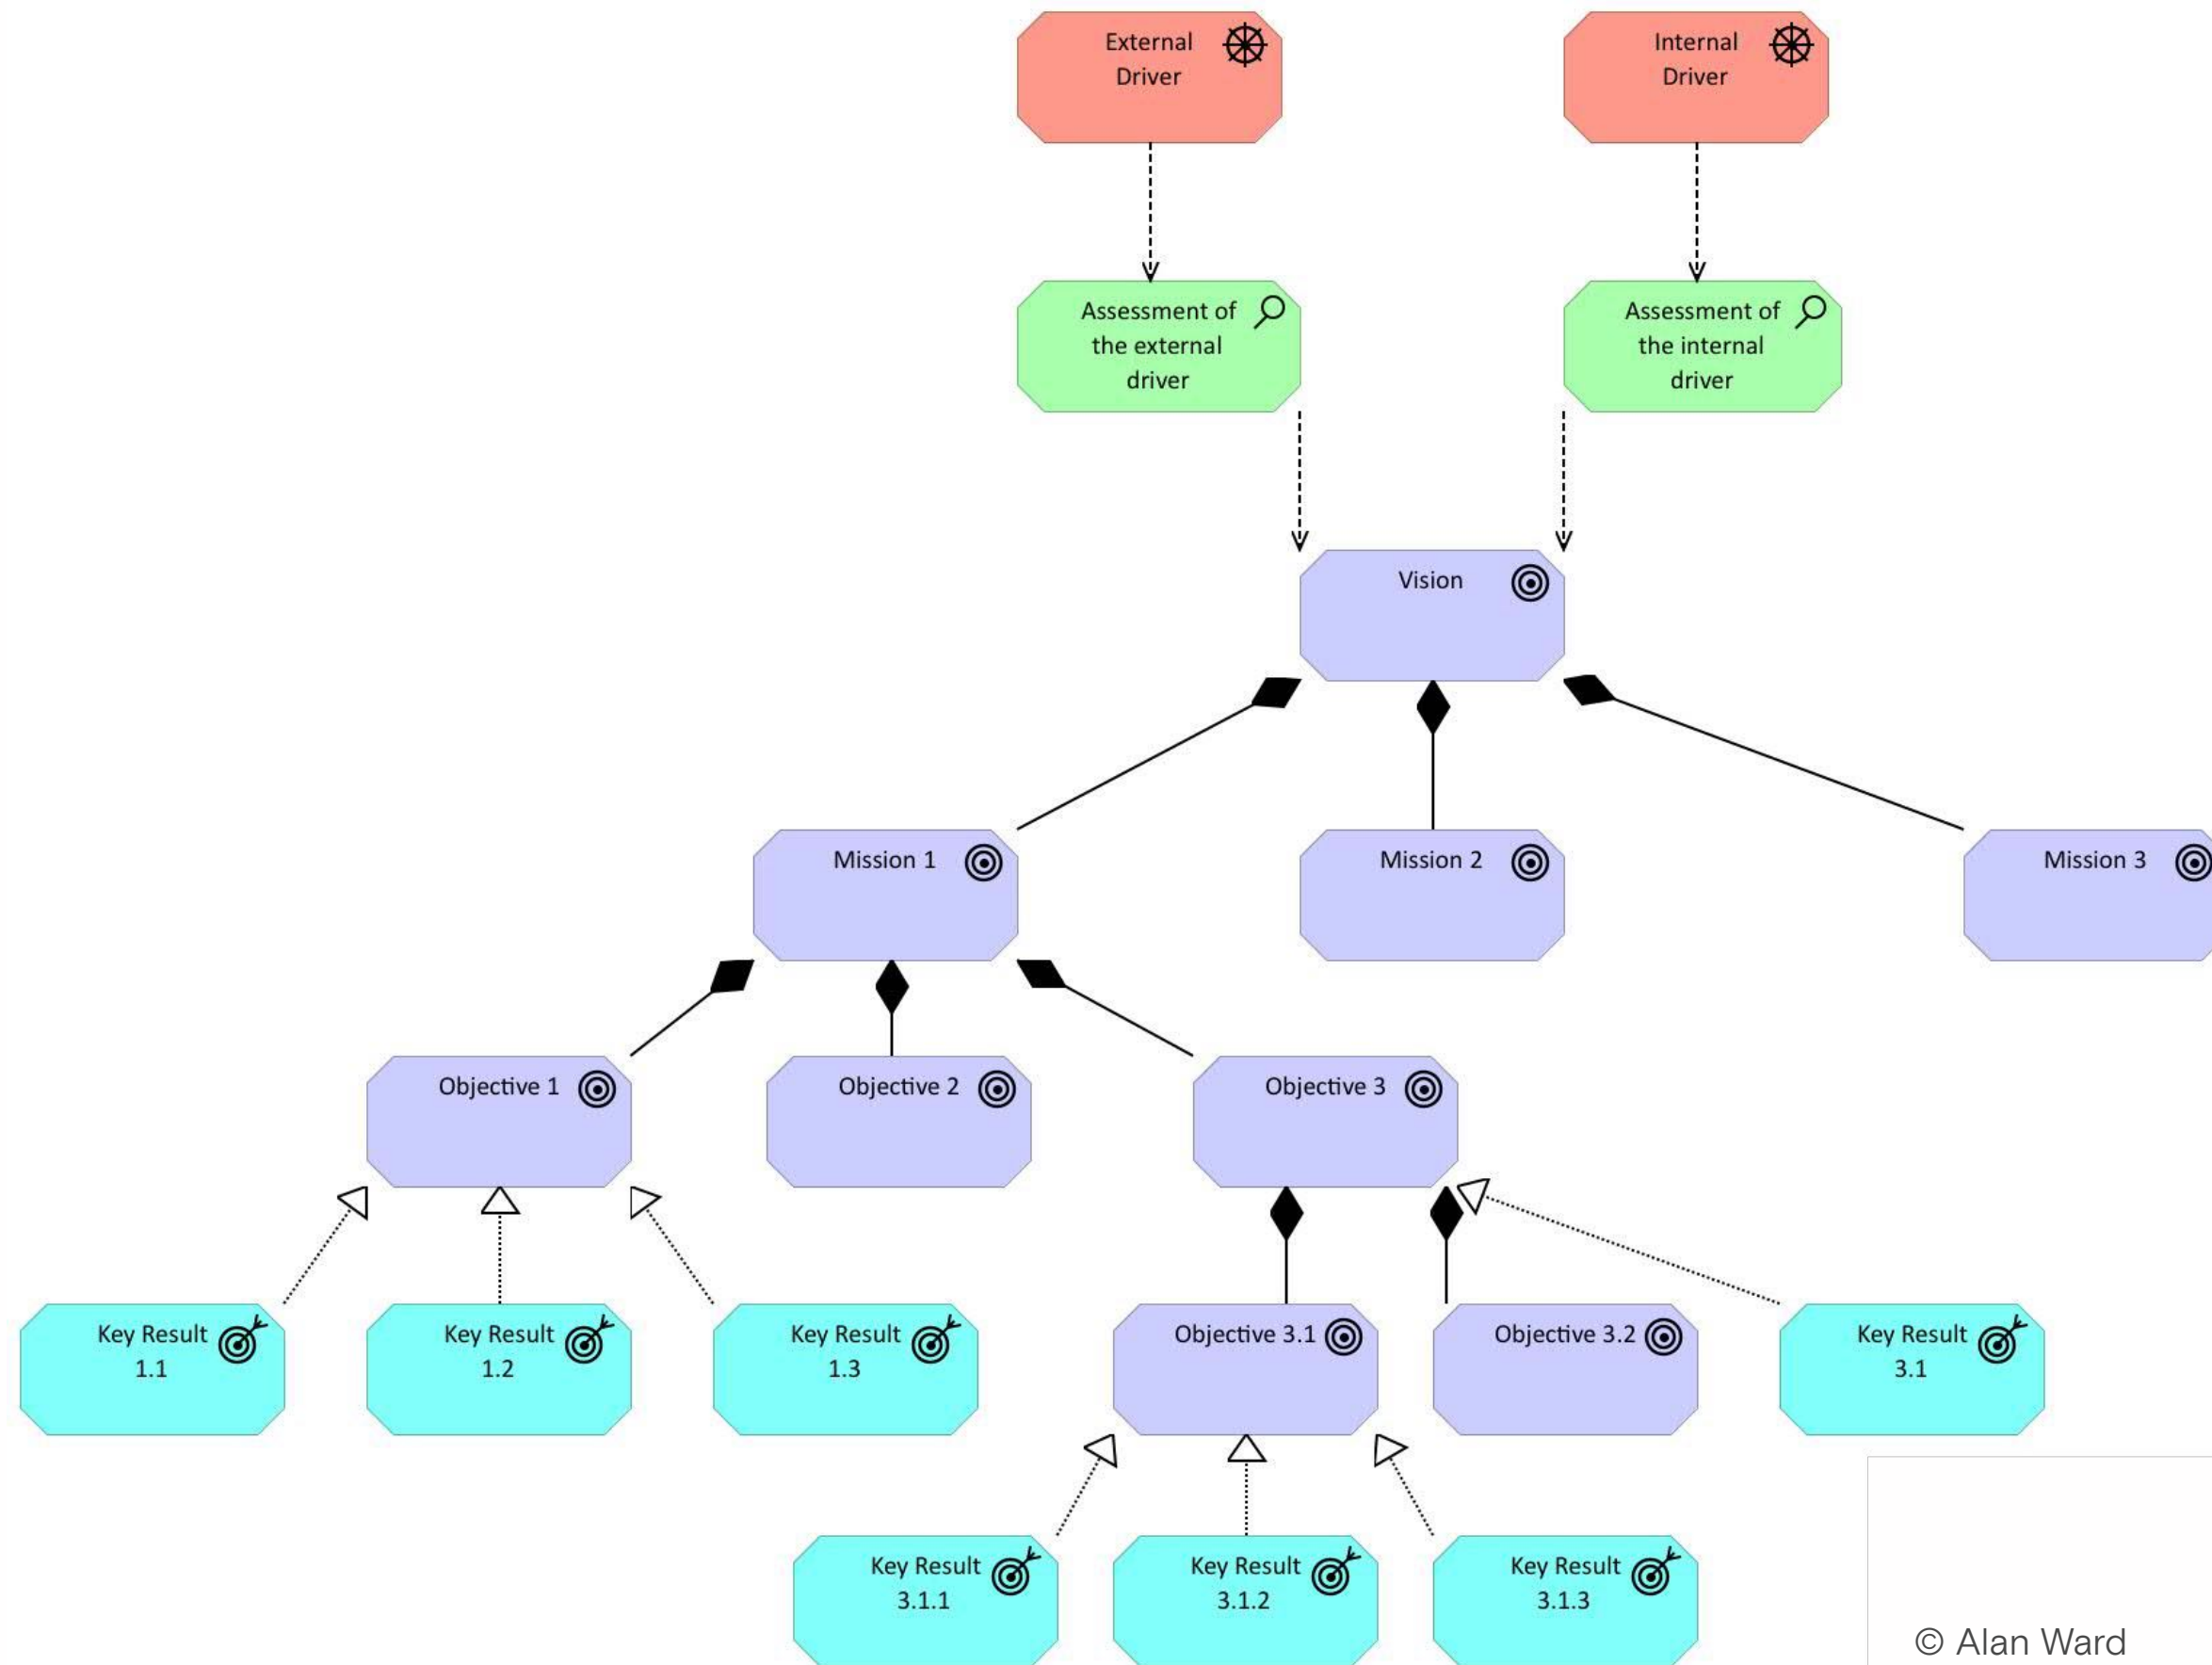 External
Driver
Internal
Driver
Assessment of
the external
driver
Assessment of
the internal
driver
Vision
Mission 1
Mission 2
Mission 3
Objective 1
Objective 2
Objective 3
Key Result
1.1
Key Result
1.2
Key Result
1.3
Objective 3.1
Objective 3.2
Key Result
3.1
Key Result
3.1.1
Key Result
3.1.2
Key Result
3.1.3
© Alan Ward